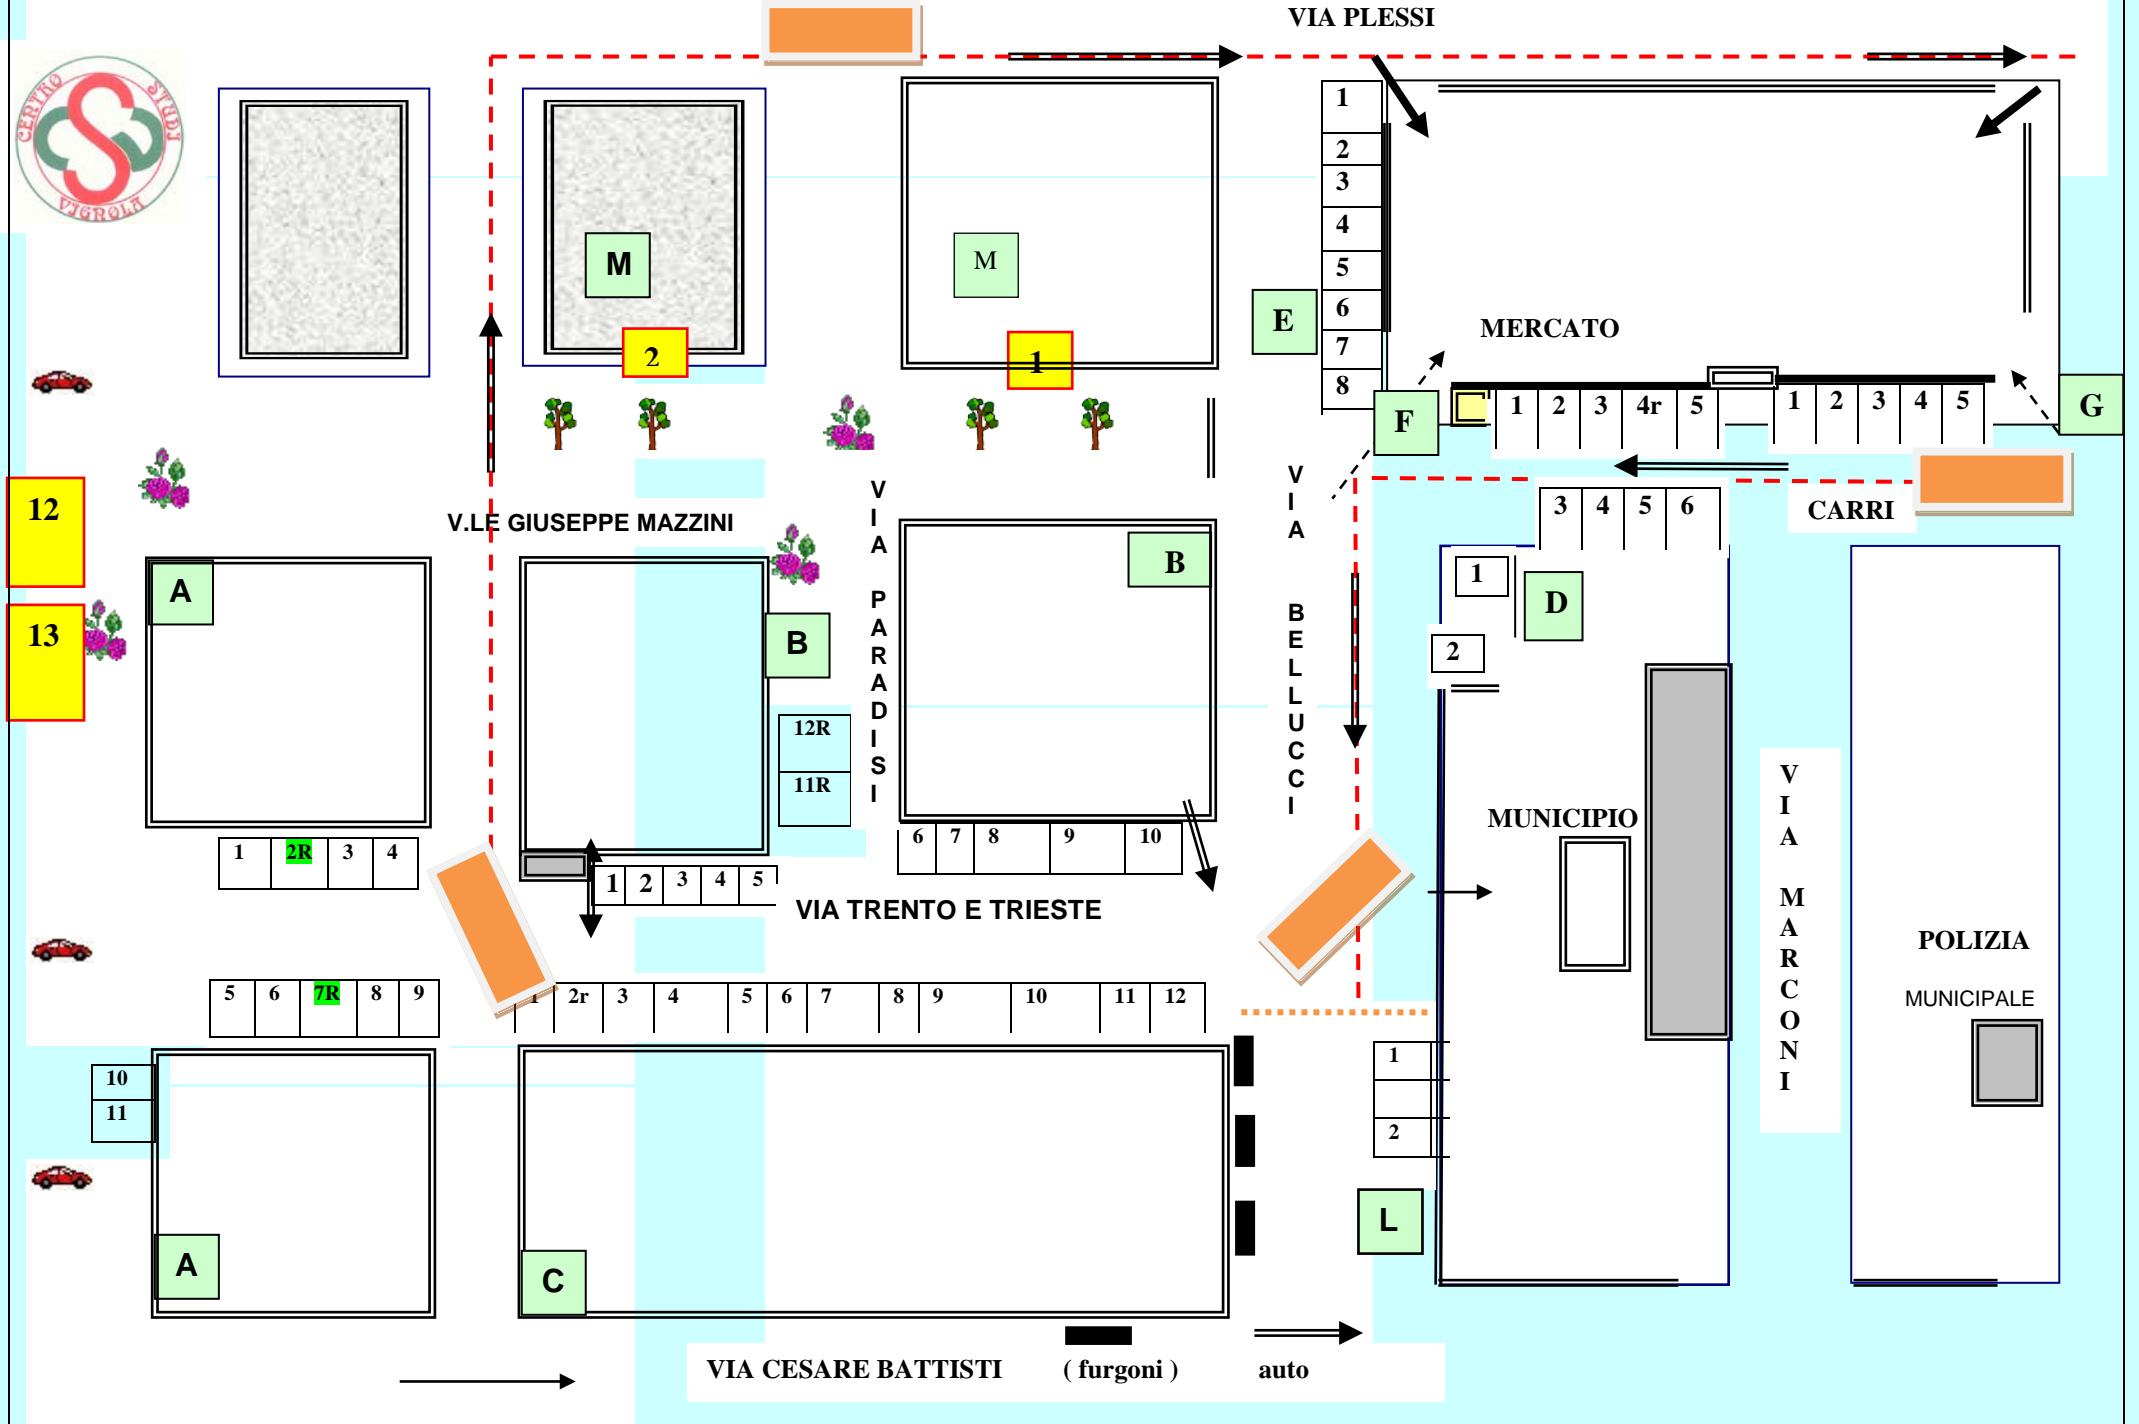 VIA PLESSI
CENTRO STUDI
VIGNOLA
1
2
3
4
5
6
7
8
M
M
E
MERCATO
2
1
F
1 2 3 4r 5
1 2 3 4 5
G
12
13
V.LE GIUSEPPE MAZZINI
VIA PARADISI
VIA BELLUCCI
CARRI
3 4 5 6
A
B
B
1
D
2
12R
11R
MUNICIPIO
VIA MARCONI
1 2R 3 4
1 2 3 4 5
6 7 8 9 10
VIA TRENTO E TRIESTE
POLIZIA
MUNICIPALE
5 6 7R 8 9
1 2r 3 4 5 6 7 8 9 10 11 12
10
11
1
2
A
C
L
VIA CESARE BATTISTI ( furgoni ) auto